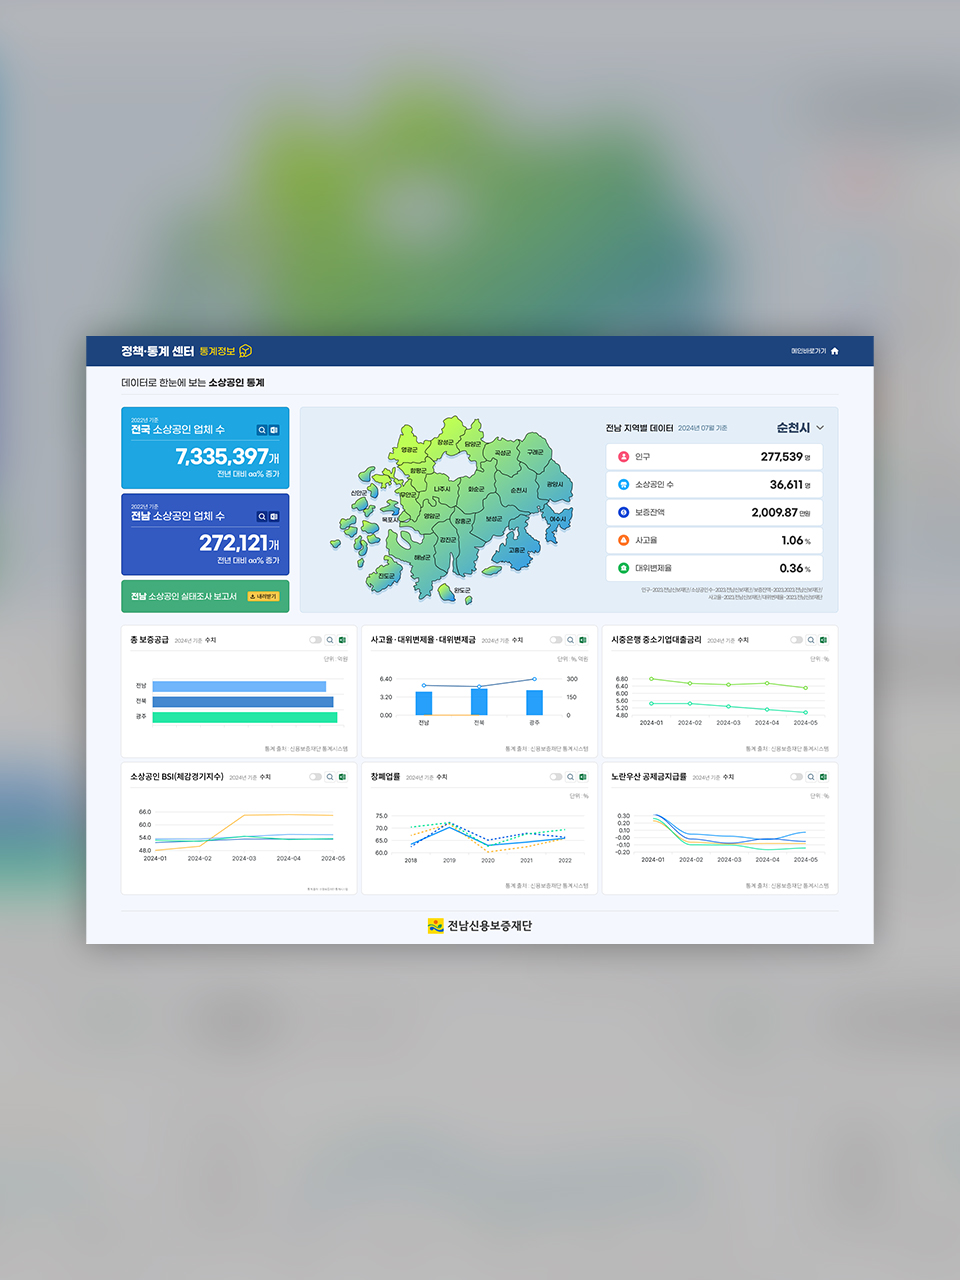 정책·통계 센터 통계정보
메인바로가기
데이터로 한눈에 보는 소상공인 통계
2022년 기준
전국 소상공인 업체 수
7,335,397개
전년 대비 oo% 증가
2022년 기준
전남 소상공인 업체 수
272,121개
전년 대비 oo% 증가
전남 소상공인 실태조사 보고서 내려받기
영광군
장성군
담양군
곡성군
구례군
함평군
신안군
무안군
나주시
화순군
순천시
광양시
목포시
영암군
장흥군
보성군
여수시
강진군
해남군
고흥군
진도군
완도군
전남 지역별 데이터 2024년 07월 기준 순천시
인구 277,539 명
소상공인 수 36,611 명
보증잔액 2,009.87 만원
사고율 1.06 %
대위변제율 0.36 %
총 보증공급 2024년 기준 수치
단위 : 억원
전남
전북
광주
통계 출처 : 신용보증재단 통계시스템
사고율·대위변제율·대위변제금 2024년 기준 수치
단위 : %, 억원
6.40 300
3.20 150
0.00 0
전남 전북 광주
통계 출처 : 신용보증재단 통계시스템
시중은행 중소기업대출금리 2024년 기준 수치
단위 : %
6.80
6.40
6.00
5.60
5.20
4.80
2024-01 2024-02 2024-03 2024-04 2024-05
통계 출처 : 신용보증재단 통계시스템
소상공인 BSI(체감경기지수) 2024년 기준 수치
66.0
60.0
54.0
48.0
2024-01 2024-02 2024-03 2024-04 2024-05
창폐업률 2024년 기준 수치
단위 : %
75.0
70.0
65.0
60.0
2018 2019 2020 2021 2022
통계 출처 : 신용보증재단 통계시스템
노란우산 공제금지급률 2024년 기준 수치
단위 : %
0.30
0.20
0.10
-0.00
-0.10
-0.20
2024-01 2024-02 2024-03 2024-04 2024-05
통계 출처 : 신용보증재단 통계시스템
전남신용보증재단